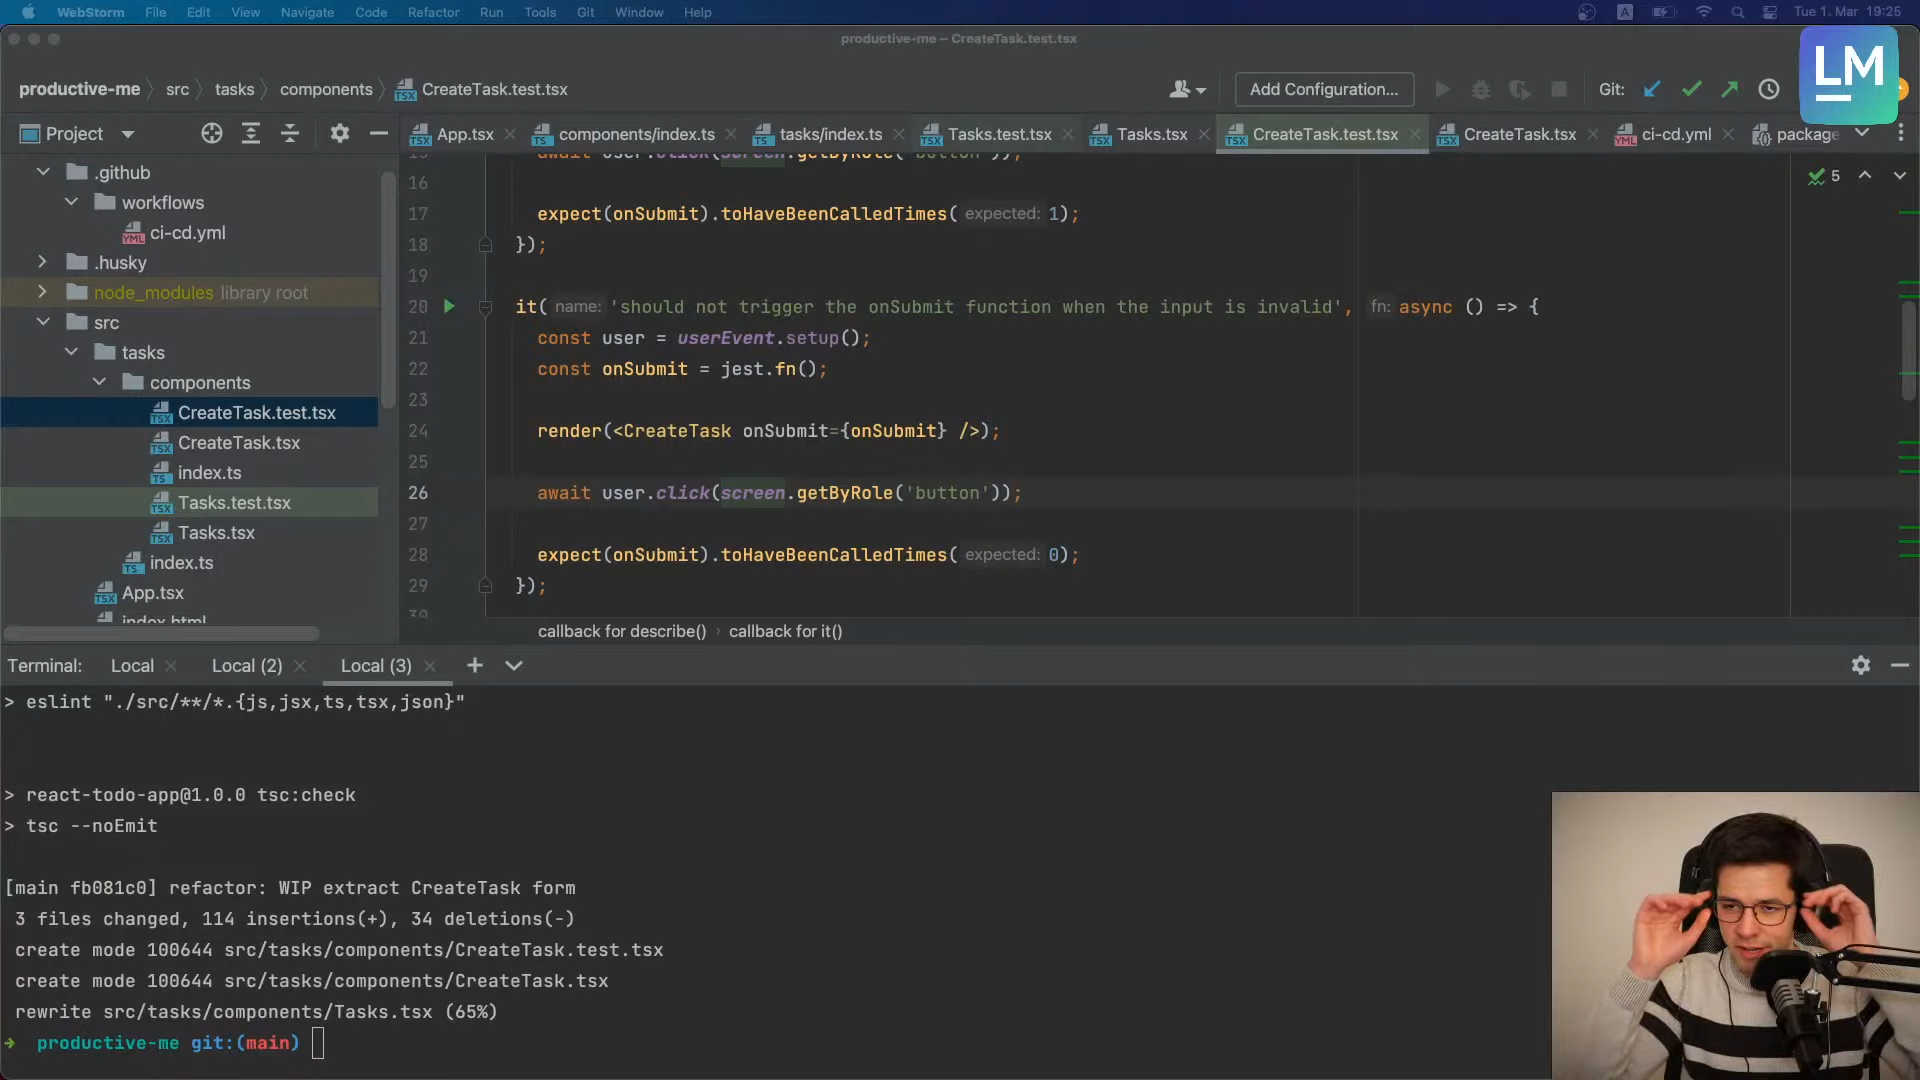 WebStorm File Edit View Navigate Code Refactor Run Tools Git Window Help A Tue 1. Mar 19:25
productive-me – CreateTask.test.tsx
LM
productive-me src tasks components CreateTask.test.tsx Add Configuration... Git:
Project App.tsx components/index.ts tasks/index.ts Tasks.test.tsx Tasks.tsx CreateTask.test.tsx CreateTask.tsx ci-cd.yml package
.github
workflows
ci-cd.yml
.husky
node_modules library root
src
tasks
components
CreateTask.test.tsx
CreateTask.tsx
index.ts
Tasks.test.tsx
Tasks.tsx
index.ts
App.tsx
index.html
await user.click(screen.getByRole('button'));
5
16
17 expect(onSubmit).toHaveBeenCalledTimes( expected: 1);
18 });
19
20 it( name: 'should not trigger the onSubmit function when the input is invalid', fn: async () => {
21 const user = userEvent.setup();
22 const onSubmit = jest.fn();
23
24 render(<CreateTask onSubmit={onSubmit} />);
25
26 await user.click(screen.getByRole('button'));
27
28 expect(onSubmit).toHaveBeenCalledTimes( expected: 0);
29 });
30
callback for describe() › callback for it()
Terminal: Local Local (2) Local (3)
> eslint "./src/**/*.{js,jsx,ts,tsx,json}"
> react-todo-app@1.0.0 tsc:check
> tsc --noEmit
[main fb081c0] refactor: WIP extract CreateTask form
3 files changed, 114 insertions(+), 34 deletions(-)
create mode 100644 src/tasks/components/CreateTask.test.tsx
create mode 100644 src/tasks/components/CreateTask.tsx
rewrite src/tasks/components/Tasks.tsx (65%)
→ productive-me git:(main)